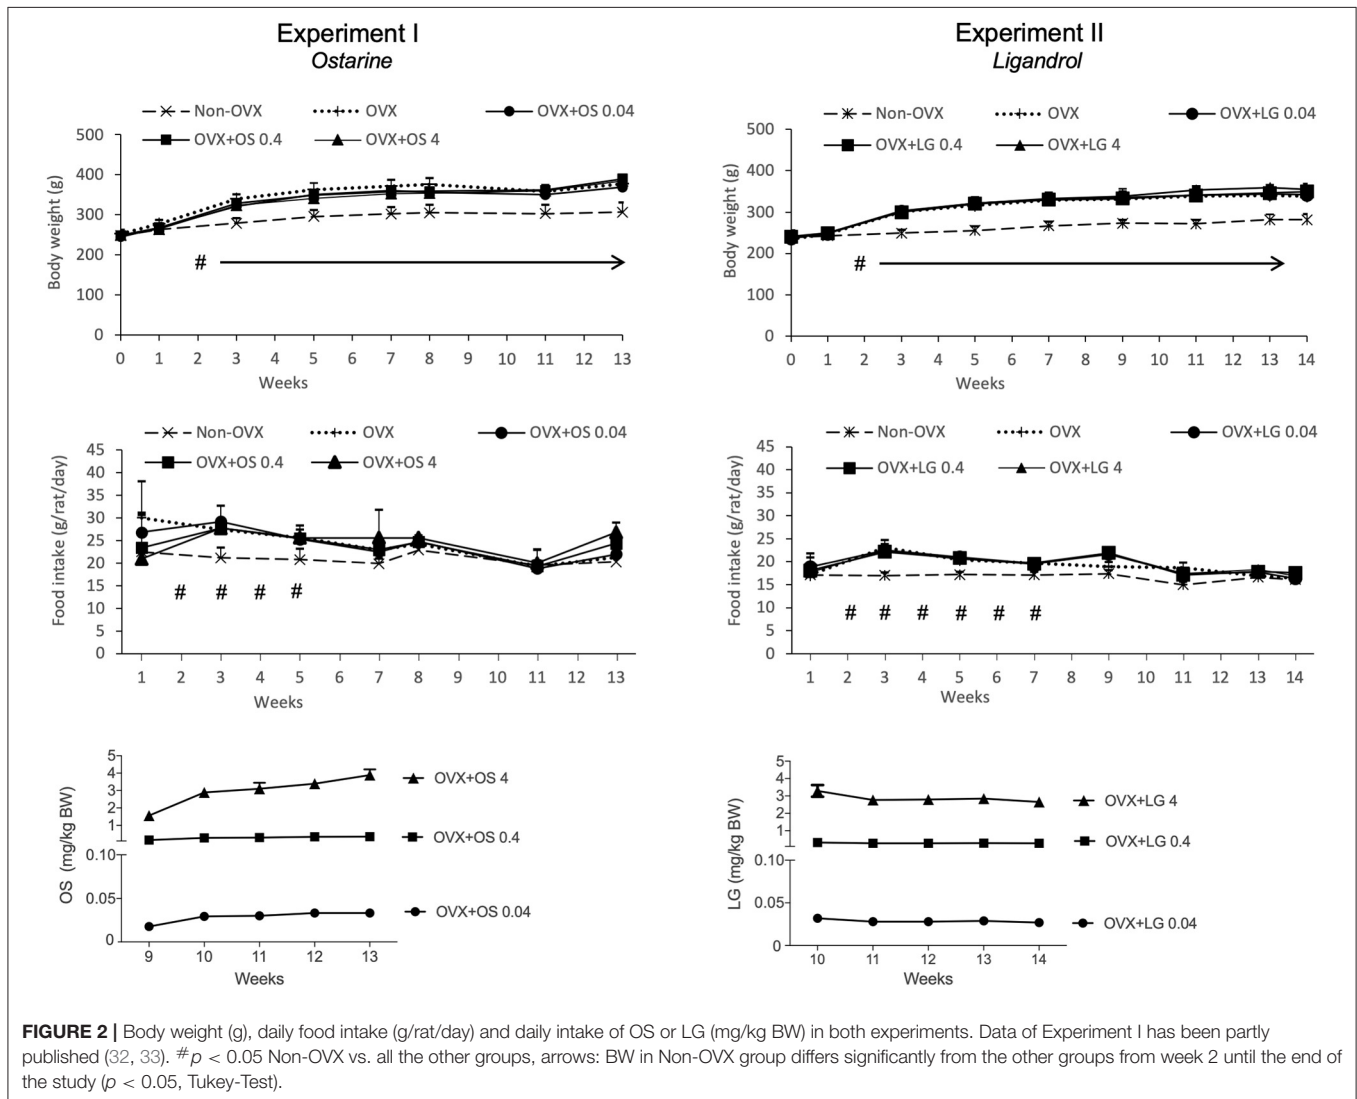 Experiment I
Ostarine
Non-OVX OVX OVX+OS 0.04
OVX+OS 0.4 OVX+OS 4
Body weight (g)
500
400
300
200
100
0
#
0 1 2 3 4 5 6 7 8 9 10 11 12 13
Weeks
Non-OVX OVX OVX+OS 0.04
OVX+OS 0.4 OVX+OS 4
Food intake (g/rat/day)
45
40
35
30
25
20
15
10
5
0
# # # #
1 2 3 4 5 6 7 8 9 10 11 12 13
Weeks
OS (mg/kg BW)
5
4
3
2
1
0.10
0.05
0
OVX+OS 4
OVX+OS 0.4
OVX+OS 0.04
9 10 11 12 13
Weeks
Experiment II
Ligandrol
Non-OVX OVX OVX+LG 0.04
OVX+LG 0.4 OVX+LG 4
Body weight (g)
500
400
300
200
100
0
#
0 1 2 3 4 5 6 7 8 9 10 11 12 13 14
Weeks
Non-OVX OVX OVX+LG 0.04
OVX+LG 0.4 OVX+LG 4
Food intake (g/rat/day)
45
40
35
30
25
20
15
10
5
0
# # # # # #
1 2 3 4 5 6 7 8 9 10 11 12 13 14
Weeks
LG (mg/kg BW)
5
4
3
2
1
0.10
0.05
0
OVX+LG 4
OVX+LG 0.4
OVX+LG 0.04
10 11 12 13 14
Weeks
FIGURE 2 | Body weight (g), daily food intake (g/rat/day) and daily intake of OS or LG (mg/kg BW) in both experiments. Data of Experiment I has been partly
published (32, 33). #p < 0.05 Non-OVX vs. all the other groups, arrows: BW in Non-OVX group differs significantly from the other groups from week 2 until the end of
the study (p < 0.05, Tukey-Test).